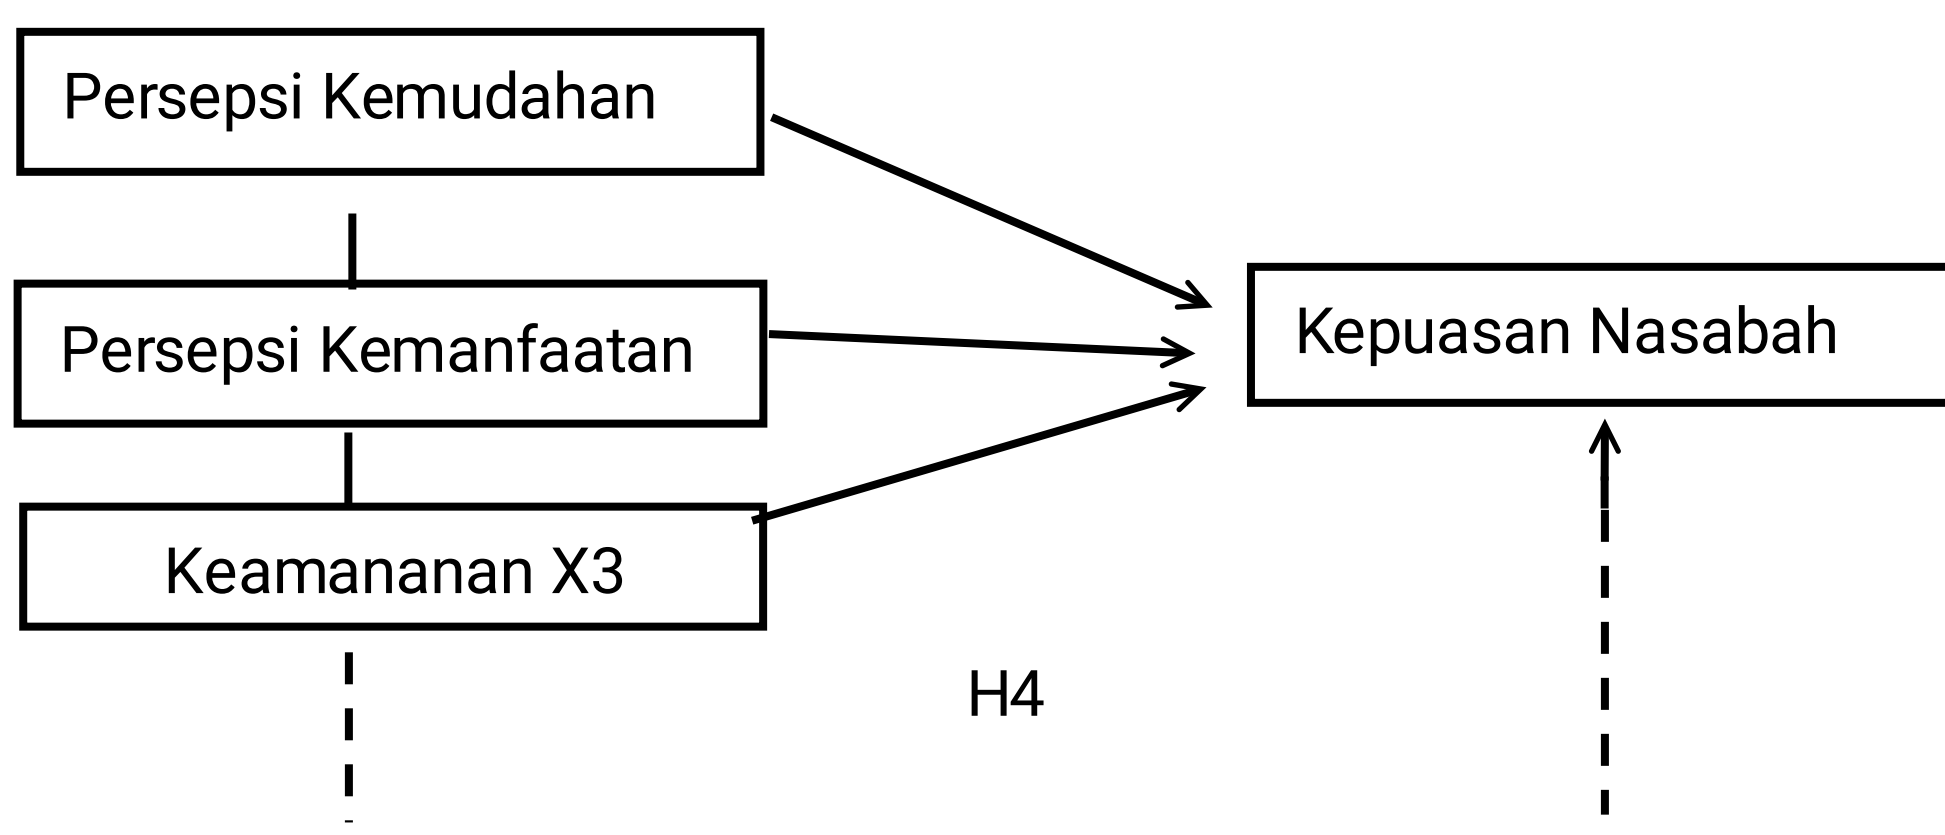 Persepsi Kemudahan
Persepsi Kemanfaatan
Kepuasan Nasabah
Keamananan X3
H4